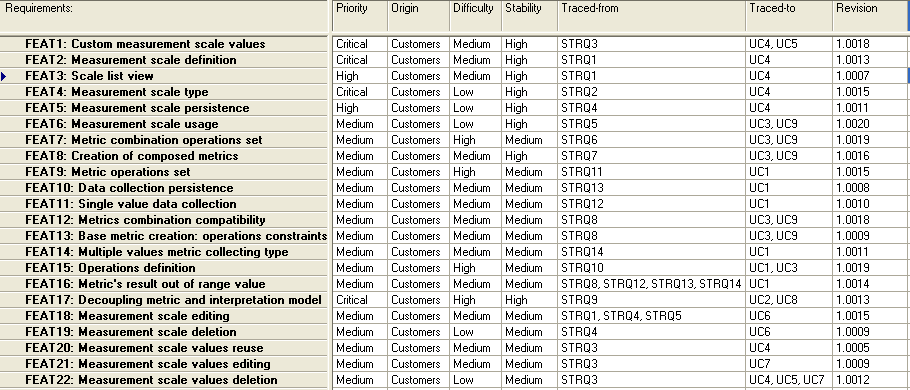 Requirements: Priority Origin Difficulty Stability Traced-from Traced-to Revision
FEAT1: Custom measurement scale values Critical Customers Medium High STRQ3 UC4, UC5 1.0018
FEAT2: Measurement scale definition Critical Customers Medium High STRQ1 UC4 1.0013
FEAT3: Scale list view High Customers Medium High STRQ1 UC4 1.0007
FEAT4: Measurement scale type Critical Customers Low High STRQ2 UC4 1.0015
FEAT5: Measurement scale persistence High Customers Low High STRQ4 UC4 1.0011
FEAT6: Measurement scale usage Medium Customers Low High STRQ5 UC3, UC9 1.0020
FEAT7: Metric combination operations set Medium Customers High Medium STRQ6 UC3, UC9 1.0019
FEAT8: Creation of composed metrics Medium Customers Medium High STRQ7 UC3, UC9 1.0016
FEAT9: Metric operations set Medium Customers High Medium STRQ11 UC1 1.0015
FEAT10: Data collection persistence Medium Customers Medium Medium STRQ13 UC1 1.0008
FEAT11: Single value data collection Medium Customers Medium Medium STRQ12 UC1 1.0010
FEAT12: Metrics combination compatibility Medium Customers Medium Medium STRQ8 UC3, UC9 1.0018
FEAT13: Base metric creation: operations constraints Medium Customers Medium Medium STRQ8 UC3, UC9 1.0009
FEAT14: Multiple values metric collecting type Medium Customers Medium Medium STRQ14 UC1 1.0011
FEAT15: Operations definition Medium Customers High Medium STRQ10 UC1, UC3 1.0019
FEAT16: Metric's result out of range value Medium Customers Medium Medium STRQ8, STRQ12, STRQ13, STRQ14 UC1 1.0014
FEAT17: Decoupling metric and interpretation model Critical Customers High High STRQ9 UC2, UC8 1.0013
FEAT18: Measurement scale editing Medium Customers Medium Medium STRQ1, STRQ4, STRQ5 UC6 1.0015
FEAT19: Measurement scale deletion Medium Customers Low Medium STRQ4 UC6 1.0009
FEAT20: Measurement scale values reuse Medium Customers Medium Medium STRQ3 UC4 1.0005
FEAT21: Measurement scale values editing Medium Customers Medium Medium STRQ3 UC7 1.0009
FEAT22: Measurement scale values deletion Medium Customers Low Medium STRQ3 UC4, UC5, UC7 1.0012